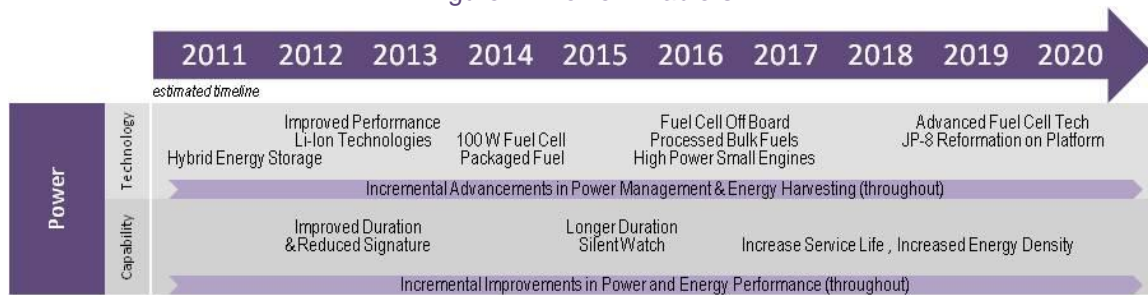 2011 2012 2013 2014 2015 2016 2017 2018 2019 2020
estimated timeline
Power
Technology
Improved Performance
Li-Ion Technologies
Hybrid Energy Storage
100 W Fuel Cell
Packaged Fuel
Fuel Cell Off Board
Processed Bulk Fuels
High Power Small Engines
Advanced Fuel Cell Tech
JP-8 Reformation on Platform
Incremental Advancements in Power Management & Energy Harvesting (throughout)
Capability
Improved Duration
& Reduced Signature
Longer Duration
Silent Watch
Increase Service Life , Increased Energy Density
Incremental Improvements in Power and Energy Performance (throughout)